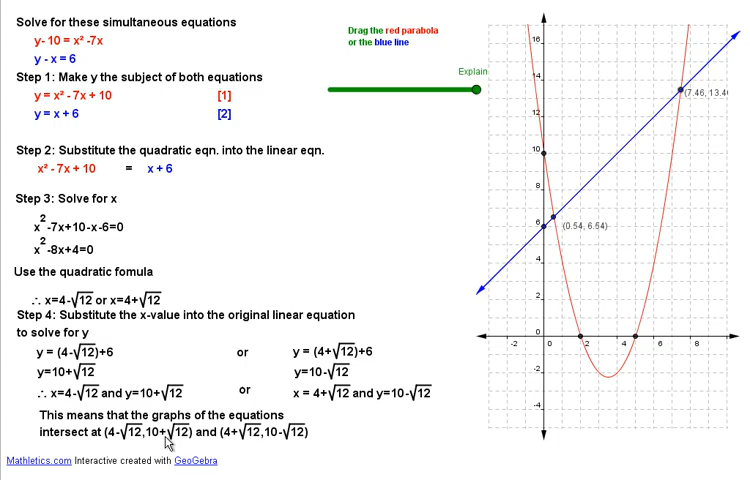 Solve for these simultaneous equations
y- 10 = x² -7x
y - x = 6
Step 1: Make y the subject of both equations
y = x² - 7x + 10 [1]
y = x + 6 [2]
Step 2: Substitute the quadratic eqn. into the linear eqn.
x² - 7x + 10 = x + 6
Step 3: Solve for x
x²-7x+10-x-6=0
x²-8x+4=0
Use the quadratic fomula
∴ x=4-√12 or x=4+√12
Step 4: Substitute the x-value into the original linear equation
to solve for y
y = (4-√12)+6 or y = (4+√12)+6
y=10+√12 y=10-√12
∴ x=4-√12 and y=10+√12 or x = 4+√12 and y=10-√12
This means that the graphs of the equations
intersect at (4-√12,10+√12) and (4+√12,10-√12)
Mathletics.com Interactive created with GeoGebra
Drag the red parabola
or the blue line
Explain
16
14
12
10
8
6
4
2
0
-2
-4
-2 0 2 4 6 8
(7.46, 13.4
(0.54, 6.54)